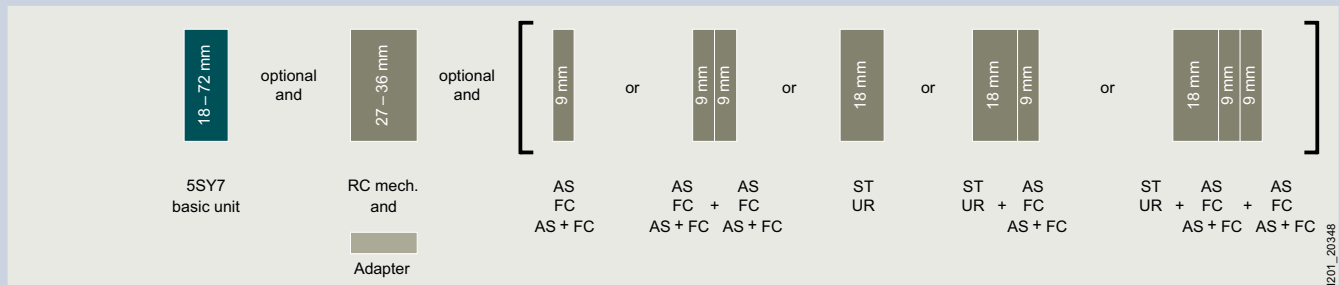 18 – 72 mm
optional
and
27 – 36 mm
optional
and
9 mm
or
9 mm
9 mm
or
18 mm
or
18 mm
9 mm
or
18 mm
9 mm
9 mm
5SY7
basic unit
RC mech.
and
Adapter
AS
FC
AS + FC
AS AS
FC + FC
AS + FC AS + FC
ST
UR
ST AS
UR + FC
AS + FC
ST AS AS
UR + FC + FC
AS + FC AS + FC
I201_20348